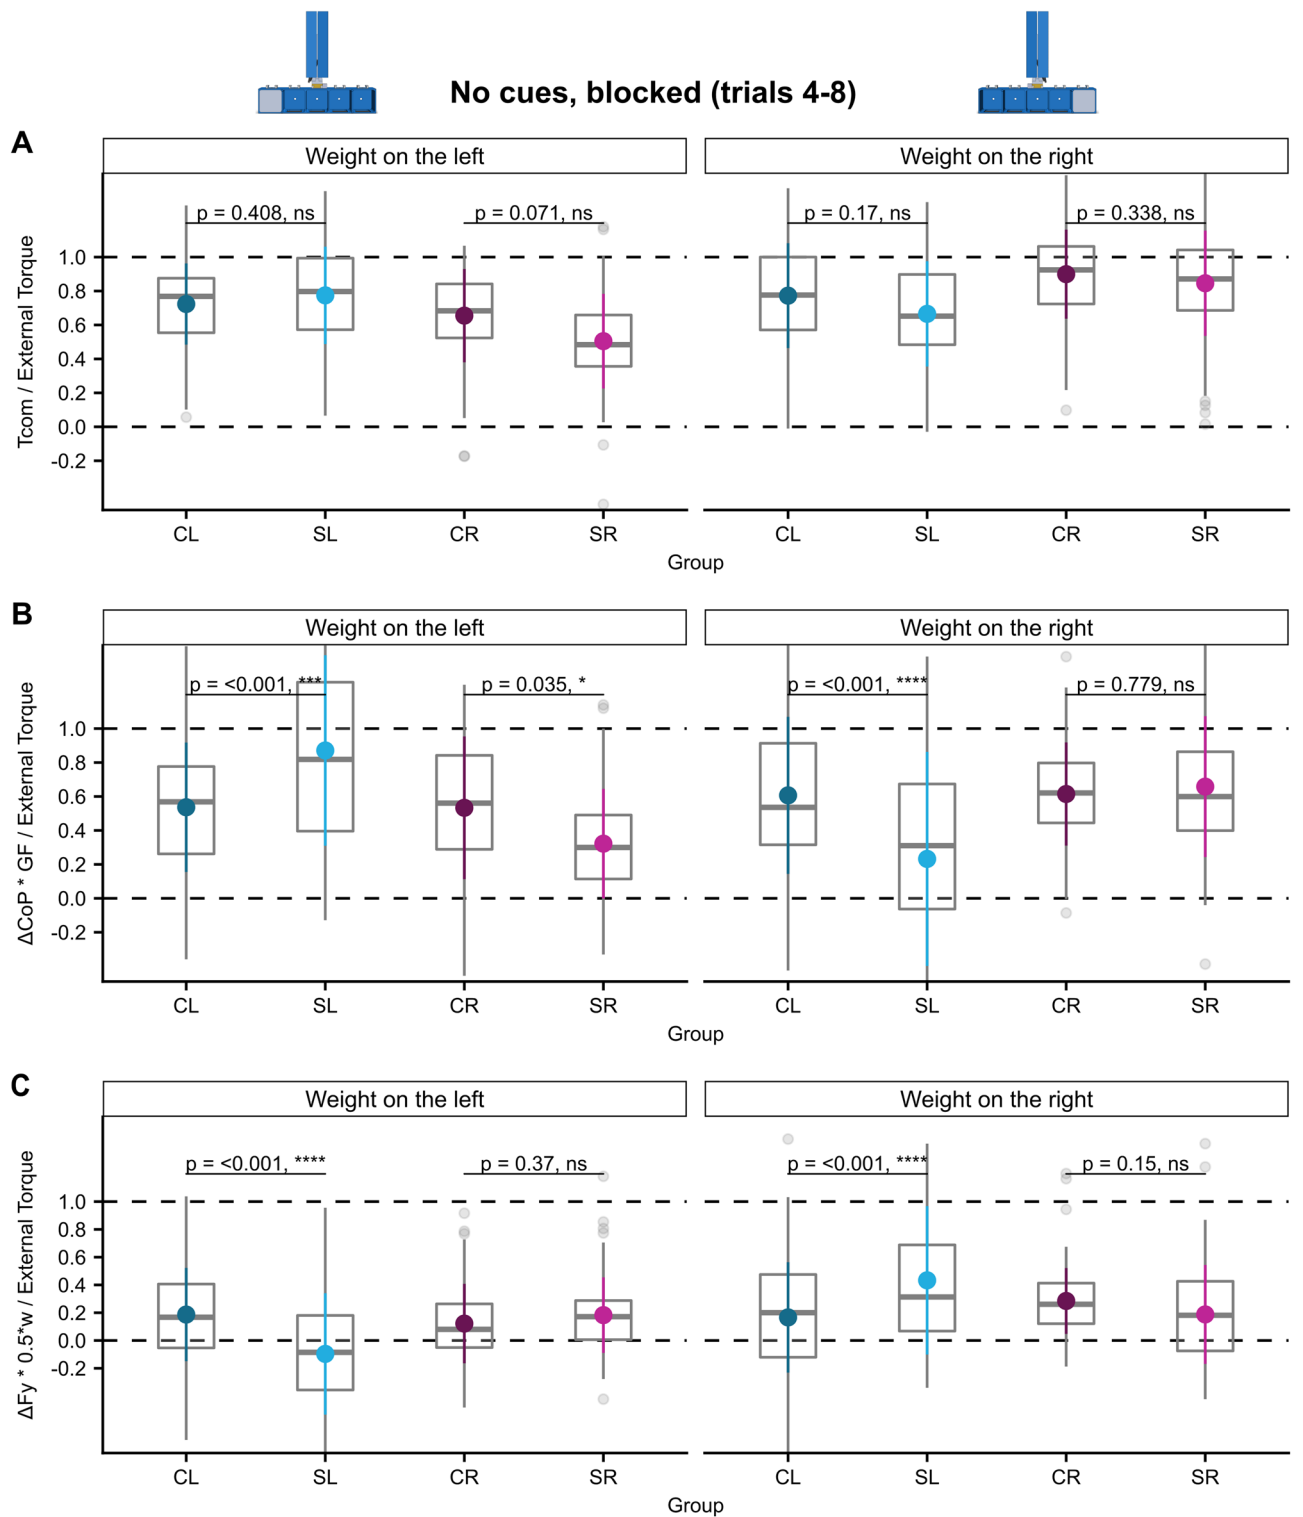 No cues, blocked (trials 4-8)
A
Weight on the left
Weight on the right
p = 0.408, ns
p = 0.071, ns
p = 0.17, ns
p = 0.338, ns
Tcom / External Torque
1.0
0.8
0.6
0.4
0.2
0.0
-0.2
CL SL CR SR
CL SL CR SR
Group
B
Weight on the left
Weight on the right
p = <0.001, ***
p = 0.035, *
p = <0.001, ****
p = 0.779, ns
ΔCoP * GF / External Torque
1.0
0.8
0.6
0.4
0.2
0.0
-0.2
CL SL CR SR
CL SL CR SR
Group
C
Weight on the left
Weight on the right
p = <0.001, ****
p = 0.37, ns
p = <0.001, ****
p = 0.15, ns
ΔFy * 0.5*w / External Torque
1.0
0.8
0.6
0.4
0.2
0.0
-0.2
CL SL CR SR
CL SL CR SR
Group